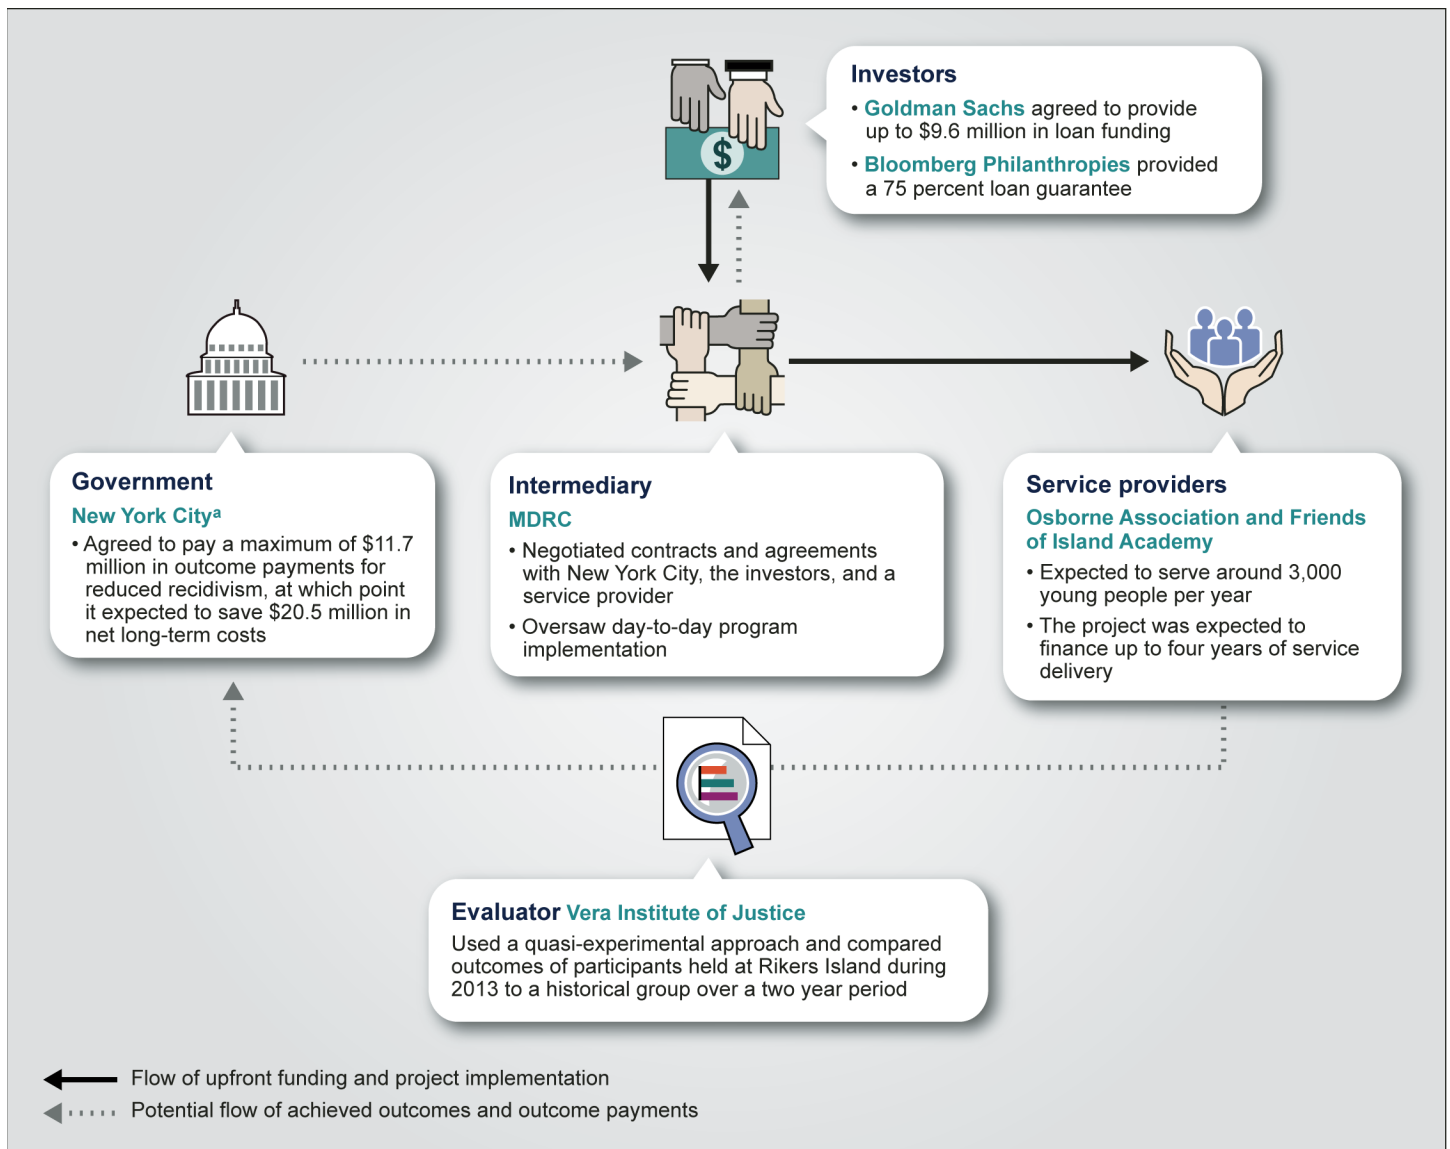 Investors
• Goldman Sachs agreed to provide
up to $9.6 million in loan funding
• Bloomberg Philanthropies provided
a 75 percent loan guarantee
$
Government
New York Cityᵃ
• Agreed to pay a maximum of $11.7
million in outcome payments for
reduced recidivism, at which point
it expected to save $20.5 million in
net long-term costs
Intermediary
MDRC
• Negotiated contracts and agreements
with New York City, the investors, and a
service provider
• Oversaw day-to-day program
implementation
Service providers
Osborne Association and Friends
of Island Academy
• Expected to serve around 3,000
young people per year
• The project was expected to
finance up to four years of service
delivery
Evaluator Vera Institute of Justice
Used a quasi-experimental approach and compared
outcomes of participants held at Rikers Island during
2013 to a historical group over a two year period
Flow of upfront funding and project implementation
Potential flow of achieved outcomes and outcome payments